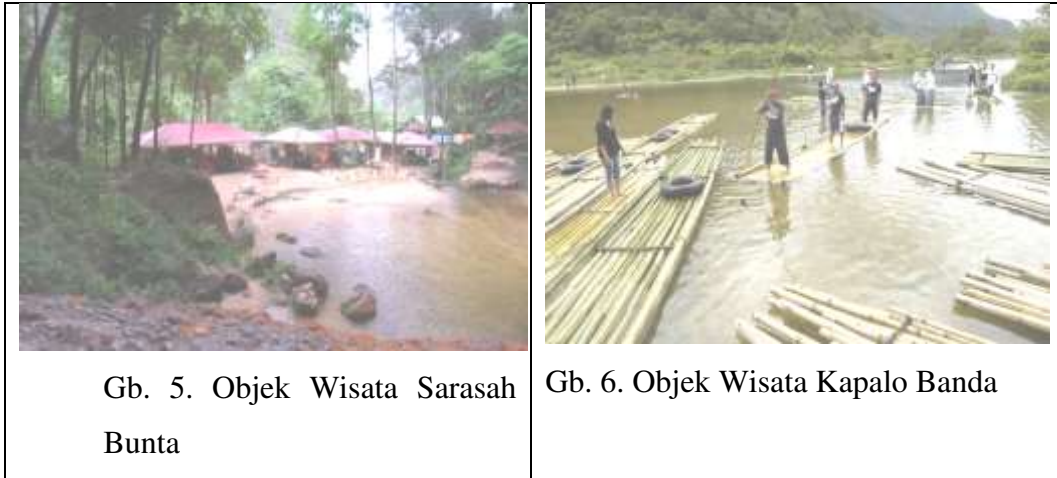 Gb. 5. Objek Wisata Sarasah
Bunta
Gb. 6. Objek Wisata Kapalo Banda